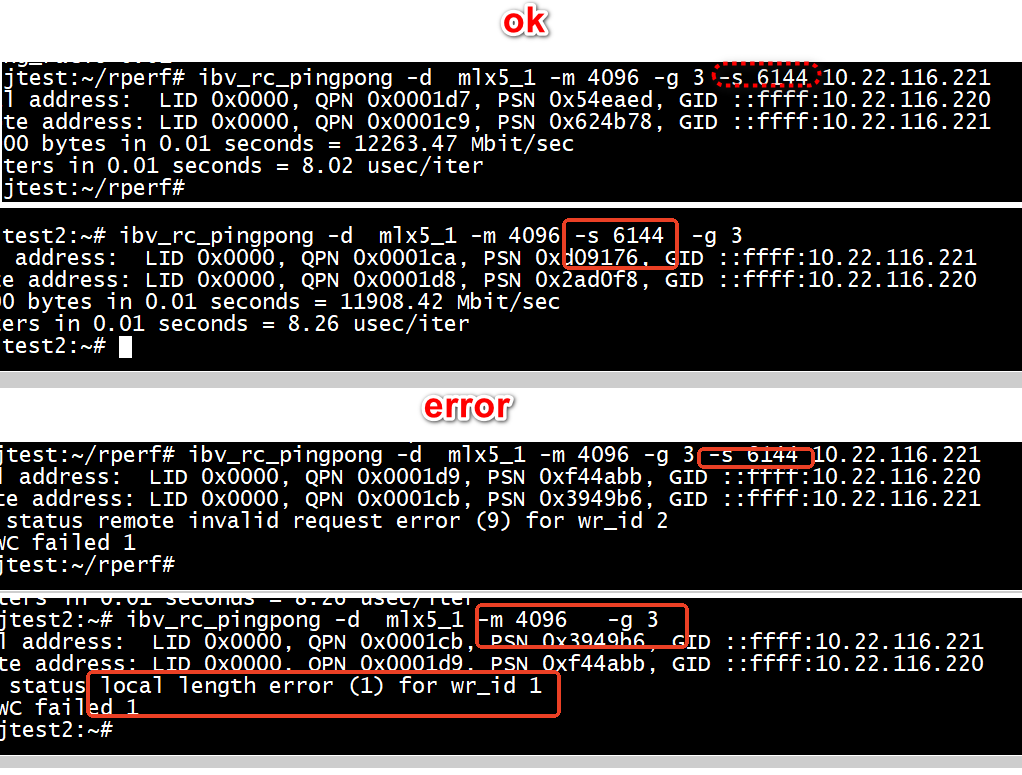 ok
jtest:~/rperf# ibv_rc_pingpong -d  mlx5_1 -m 4096 -g 3 -s 6144 10.22.116.221
l address:  LID 0x0000, QPN 0x0001d7, PSN 0x54eaed, GID ::ffff:10.22.116.220
te address: LID 0x0000, QPN 0x0001c9, PSN 0x624b78, GID ::ffff:10.22.116.221
00 bytes in 0.01 seconds = 12263.47 Mbit/sec
ters in 0.01 seconds = 8.02 usec/iter
jtest:~/rperf#
test2:~# ibv_rc_pingpong -d  mlx5_1 -m 4096 -s 6144  -g 3
address:  LID 0x0000, QPN 0x0001ca, PSN 0xd09176, GID ::ffff:10.22.116.221
te address: LID 0x0000, QPN 0x0001d8, PSN 0x2ad0f8, GID ::ffff:10.22.116.220
00 bytes in 0.01 seconds = 11908.42 Mbit/sec
ers in 0.01 seconds = 8.26 usec/iter
test2:~#
error
jtest:~/rperf# ibv_rc_pingpong -d  mlx5_1 -m 4096 -g 3 -s 6144 10.22.116.221
l address:  LID 0x0000, QPN 0x0001d9, PSN 0xf44abb, GID ::ffff:10.22.116.220
te address: LID 0x0000, QPN 0x0001cb, PSN 0x3949b6, GID ::ffff:10.22.116.221
status remote invalid request error (9) for wr_id 2
WC failed 1
jtest:~/rperf#
ters in 0.01 seconds = 8.26 usec/iter
jtest2:~# ibv_rc_pingpong -d  mlx5_1 -m 4096   -g 3
l address:  LID 0x0000, QPN 0x0001cb, PSN 0x3949b6, GID ::ffff:10.22.116.221
te address: LID 0x0000, QPN 0x0001d9, PSN 0xf44abb, GID ::ffff:10.22.116.220
status local length error (1) for wr_id 1
WC failed 1
jtest2:~#